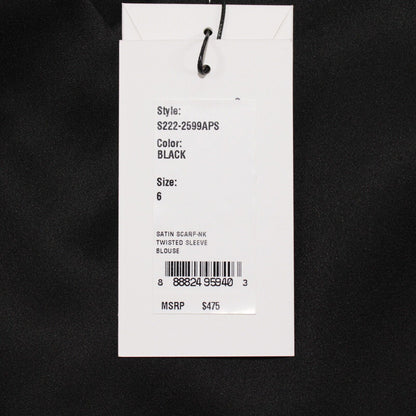 Style:
S222-2599APS
Color:
BLACK
Size:
6
SATIN SCARF-NK
TWISTED SLEEVE
BLOUSE
8 88824 95940 3
MSRP $475